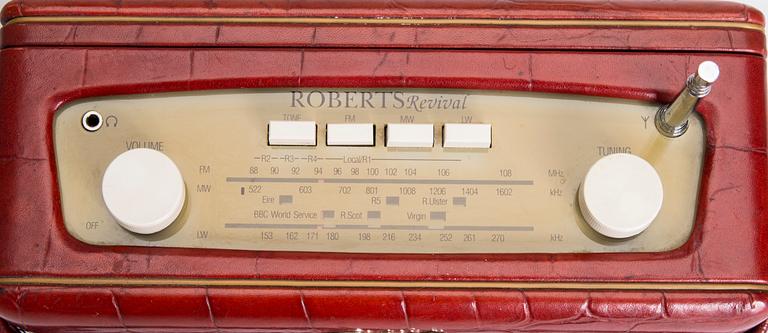 ROBERTS Revival
TONE FM MW LW
VOLUME TUNING
R2 R3 R4 Local/R1
FM 88 90 92 94 96 98 100 102 104 106 108 MHz
MW 522 603 702 801 1008 1206 1404 1602 kHz
Eire R5 R.Ulster
BBC World Service R.Scot Virgin
OFF
LW 153 162 171 180 198 216 234 252 261 270 kHz